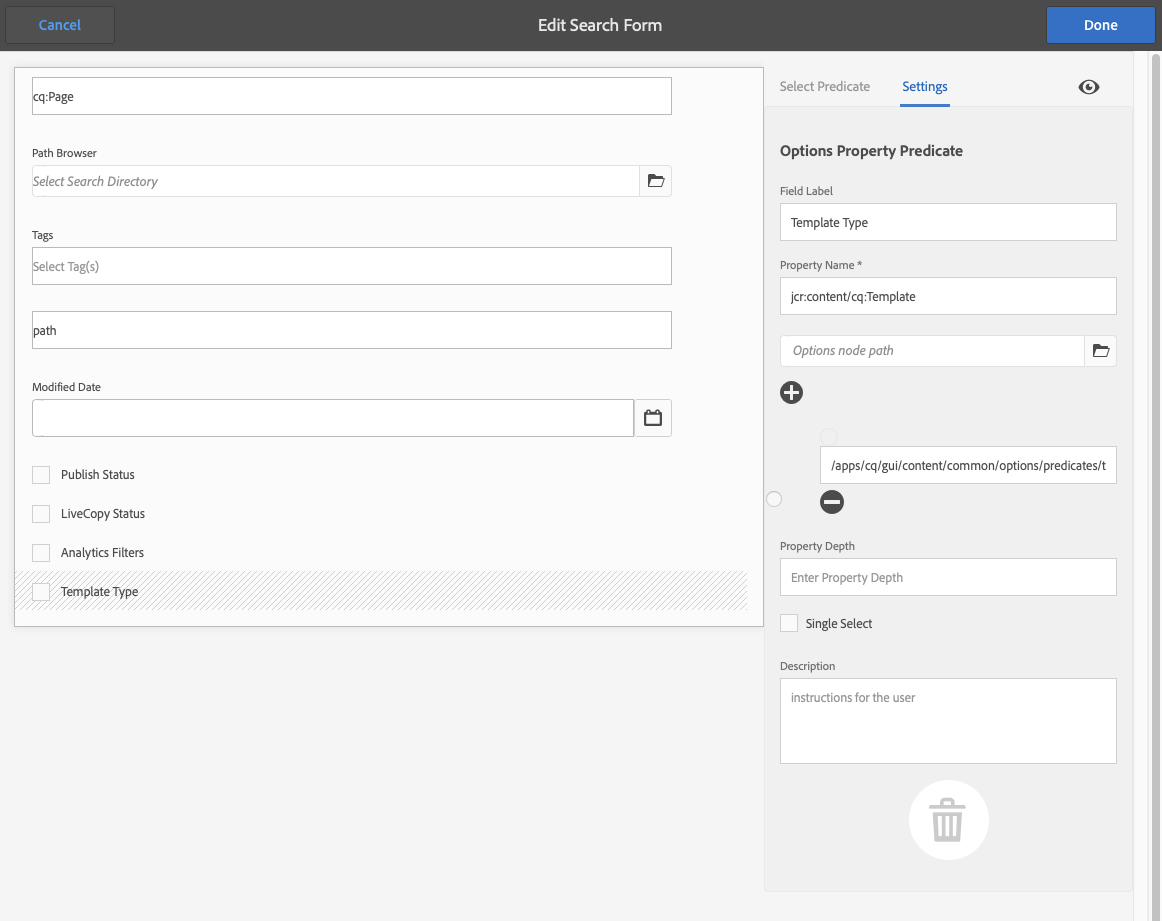 Cancel
Edit Search Form
Done
cq:Page
Path Browser
Select Search Directory
Tags
Select Tag(s)
path
Modified Date
Publish Status
LiveCopy Status
Analytics Filters
Template Type
Select Predicate
Settings
Options Property Predicate
Field Label
Template Type
Property Name *
jcr:content/cq:Template
Options node path
/apps/cq/gui/content/common/options/predicates/t
Property Depth
Enter Property Depth
Single Select
Description
instructions for the user